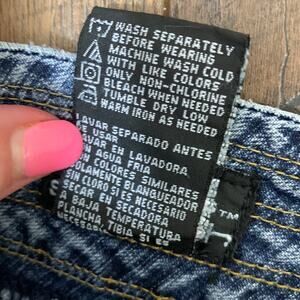 WASH SEPARATELY
BEFORE WEARING
MACHINE WASH COLD
WITH LIKE COLORS
ONLY NON-CHLORINE
BLEACH WHEN NEEDED
TUMBLE DRY LOW
WARM IRON AS NEEDED
LAVAR SEPARADO ANTES
DE USAR
LAVAR EN LAVADORA
CON AGUA FRIA
COLORES SIMILARES
SOLAMENTE BLANQUEADOR
SIN CLORO SI ES NECESARIO
SECAR EN SECADORA
A BAJA TEMPERATURA
PLANCHA TIBIA SI ES
NECESARIO
TM